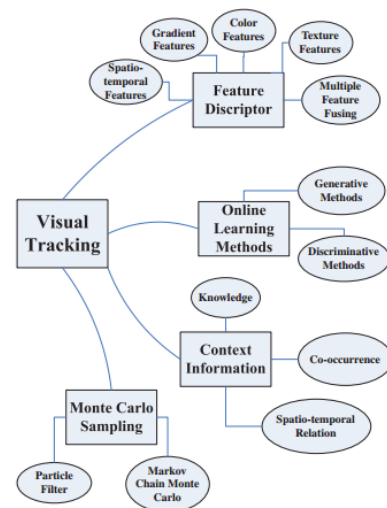 Color
Features
Gradient
Features
Texture
Features
Spatio-
temporal
Features
Feature
Discriptor
Multiple
Feature
Fusing
Generative
Methods
Visual
Tracking
Online
Learning
Methods
Discriminative
Methods
Knowledge
Context
Information
Co-occurrence
Spatio-temporal
Relation
Monte Carlo
Sampling
Particle
Filter
Markov
Chain Monte
Carlo